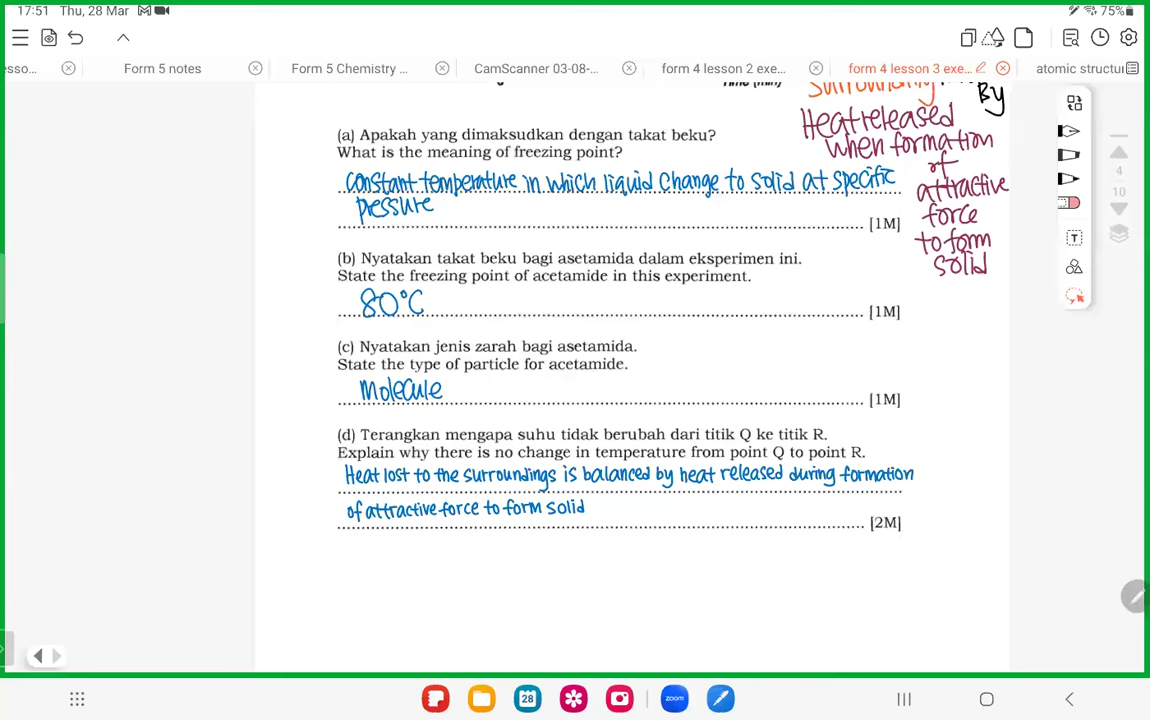 17:51 Thu, 28 Mar
75%
esso...
Form 5 notes
Form 5 Chemistry ...
CamScanner 03-08-...
form 4 lesson 2 exe...
form 4 lesson 3 exe...
atomic structu
Surrounding
By
Heat released
when formation
of
attractive
force
to form
solid
(a) Apakah yang dimaksudkan dengan takat beku?
What is the meaning of freezing point?
Constant temperature in which liquid change to solid at specific
pressure
[1M]
(b) Nyatakan takat beku bagi asetamida dalam eksperimen ini.
State the freezing point of acetamide in this experiment.
80°C
[1M]
(c) Nyatakan jenis zarah bagi asetamida.
State the type of particle for acetamide.
Molecule
[1M]
(d) Terangkan mengapa suhu tidak berubah dari titik Q ke titik R.
Explain why there is no change in temperature from point Q to point R.
Heat lost to the surroundings is balanced by heat released during formation
of attractive force to form solid
[2M]
4
10
T
28
zoom